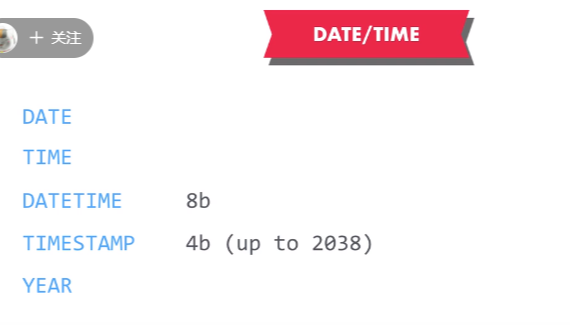 DATE/TIME
+ 关注
DATE
TIME
DATETIME 8b
TIMESTAMP 4b (up to 2038)
YEAR